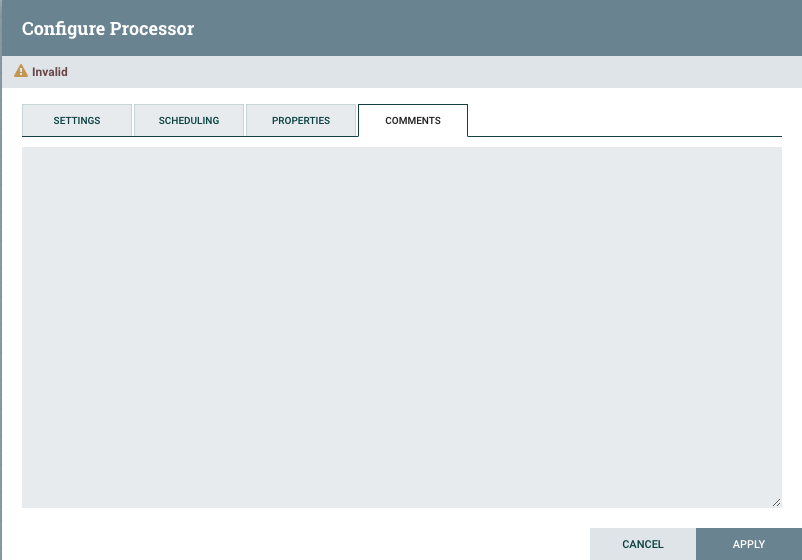 Configure Processor
Invalid
SETTINGS SCHEDULING PROPERTIES COMMENTS
CANCEL APPLY